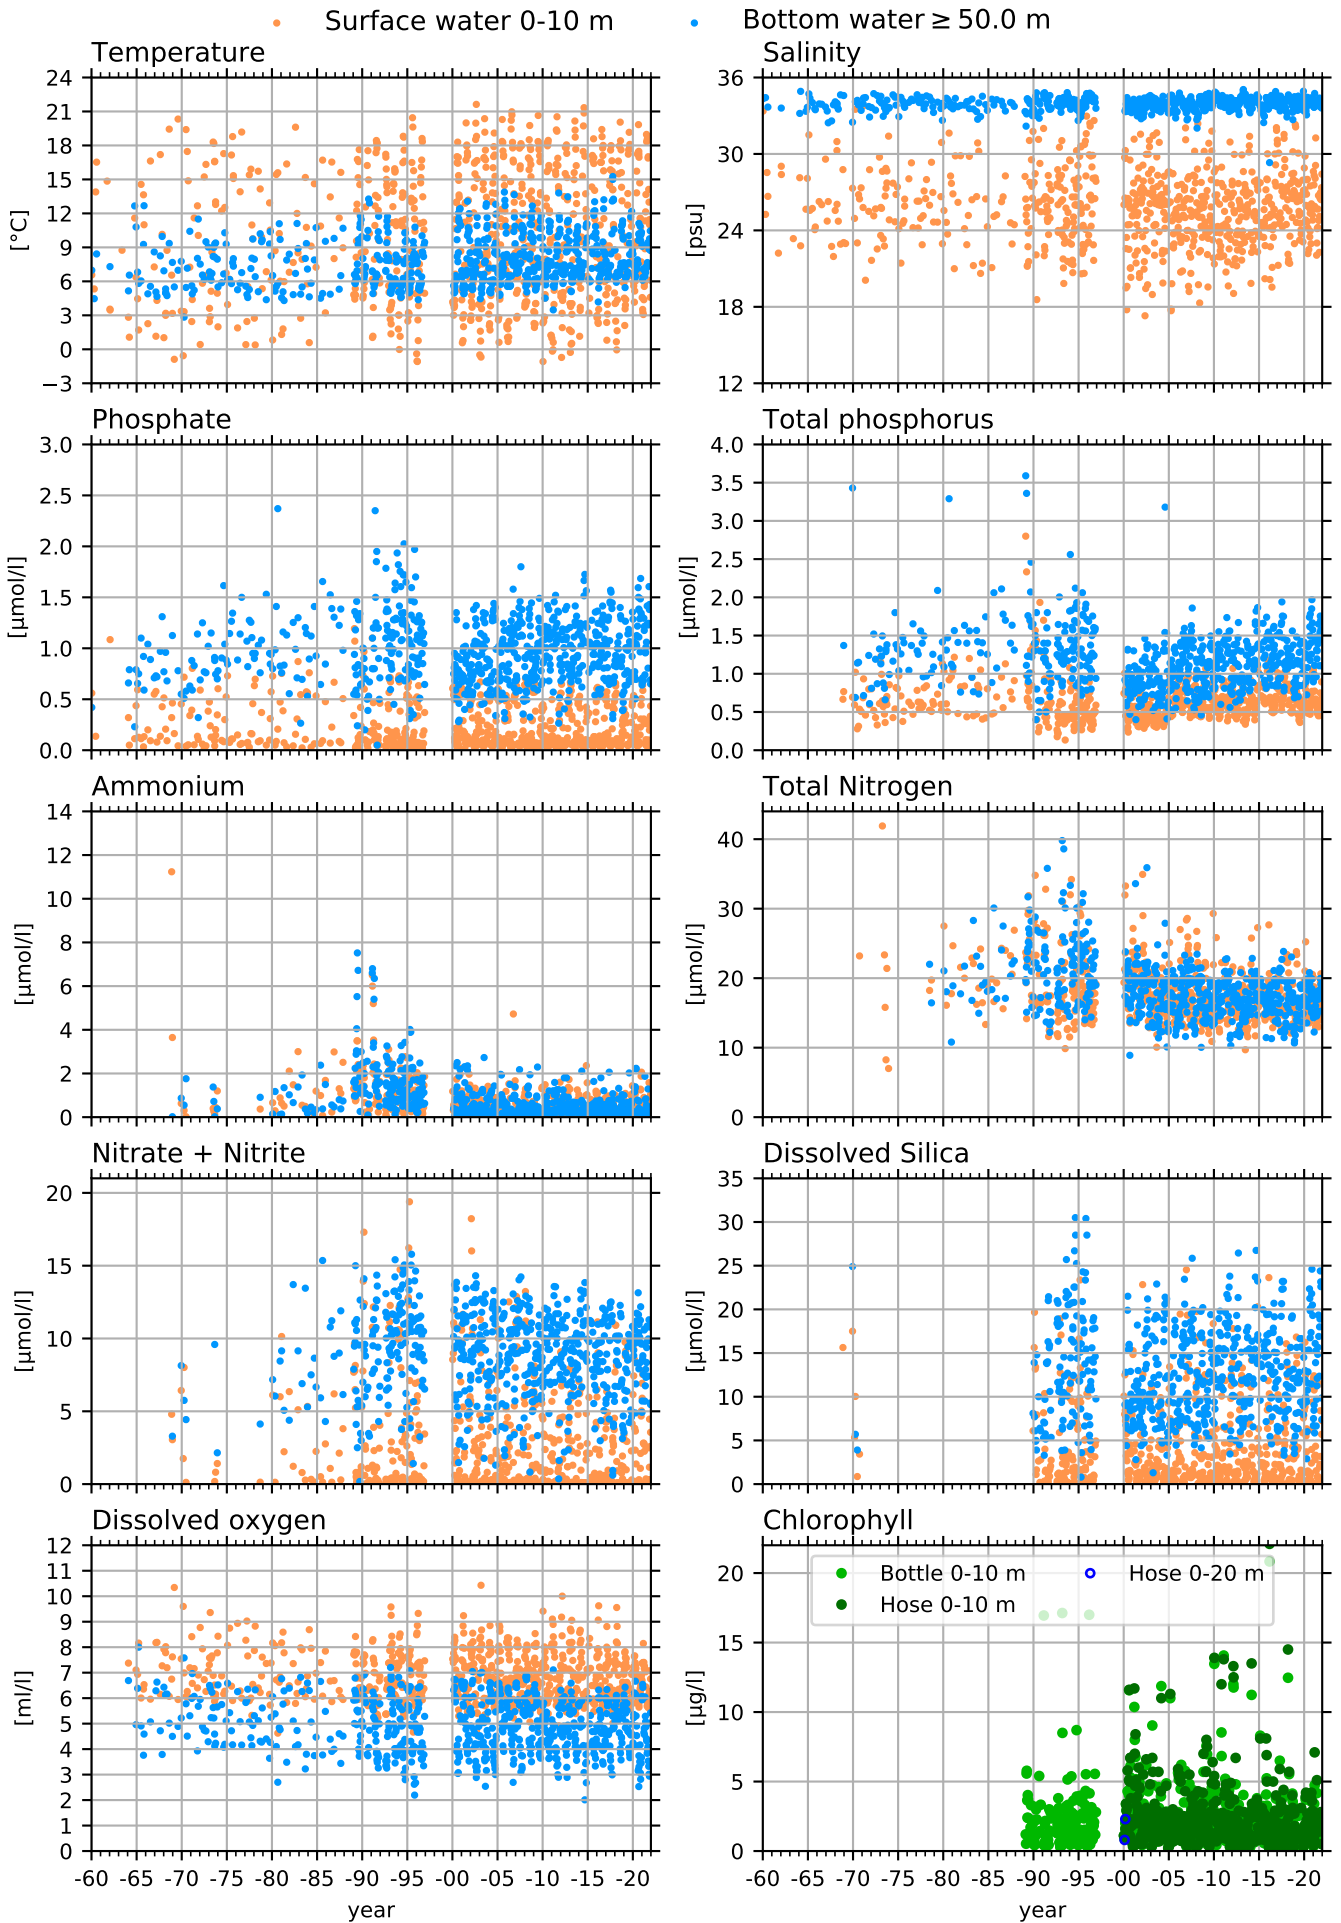 Surface water 0-10 m    Bottom water ≥ 50.0 m
Temperature    Salinity
24 21 18 15 12 9 6 3 0 −3
[°C]
36 30 24 18 12
[psu]
Phosphate    Total phosphorus
3.0 2.5 2.0 1.5 1.0 0.5 0.0
[µmol/l]
4.0 3.5 3.0 2.5 2.0 1.5 1.0 0.5 0.0
[µmol/l]
Ammonium    Total Nitrogen
14 12 10 8 6 4 2 0
[µmol/l]
40 30 20 10 0
[µmol/l]
Nitrate + Nitrite    Dissolved Silica
20 15 10 5 0
[µmol/l]
35 30 25 20 15 10 5 0
[µmol/l]
Dissolved oxygen    Chlorophyll
12 11 10 9 8 7 6 5 4 3 2 1 0
[ml/l]
20 15 10 5 0
[µg/l]
Bottle 0-10 m    Hose 0-20 m
Hose 0-10 m
-60 -65 -70 -75 -80 -85 -90 -95 -00 -05 -10 -15 -20    -60 -65 -70 -75 -80 -85 -90 -95 -00 -05 -10 -15 -20
year    year